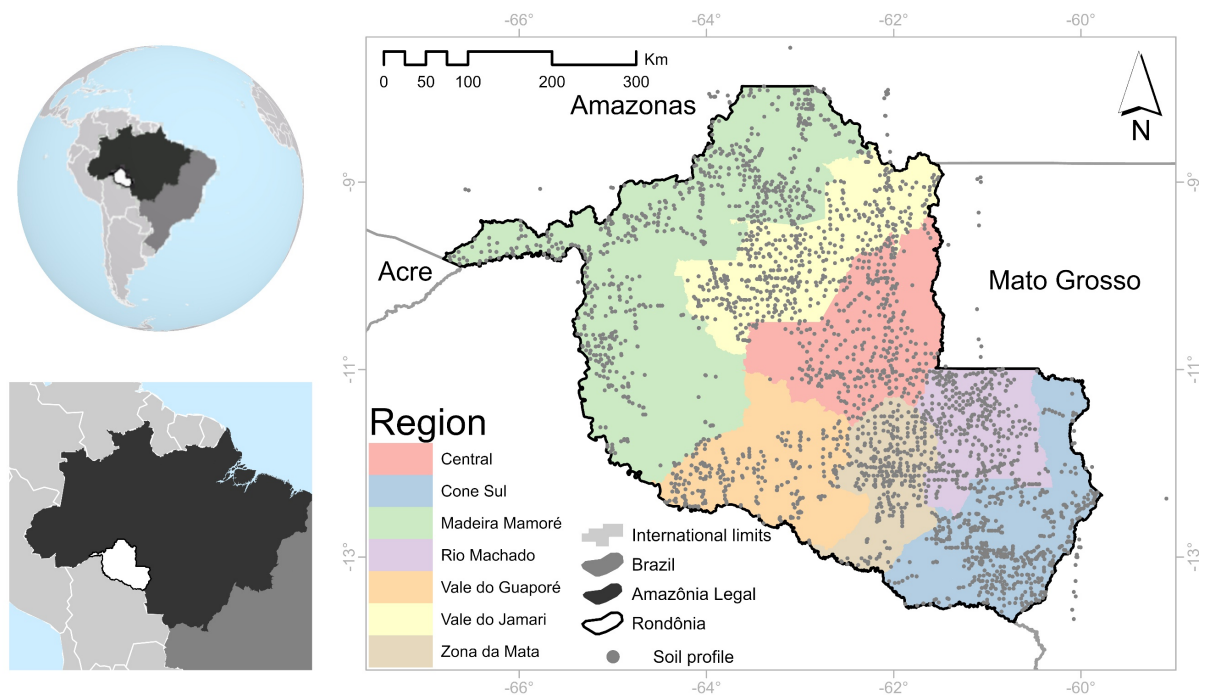 -66°
-64°
-62°
-60°
Km
0
50
100
200
300
Amazonas
N
-9°
-9°
Acre
Mato Grosso
-11°
-11°
Region
Central
Cone Sul
Madeira Mamoré
Rio Machado
Vale do Guaporé
Vale do Jamari
Zona da Mata
International limits
Brazil
Amazônia Legal
Rondônia
Soil profile
-13°
-13°
-66°
-64°
-62°
-60°